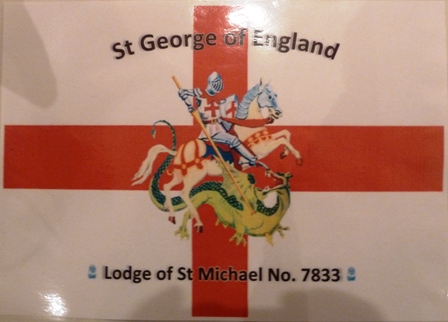 St George of England
Lodge of St Michael No. 7833